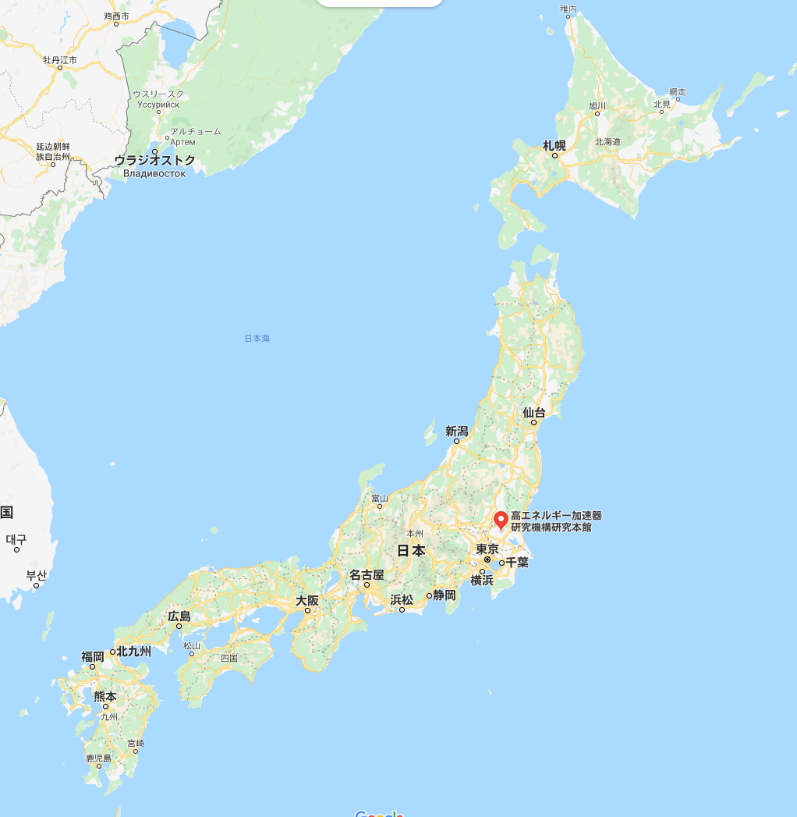 鸡西市
牡丹江市
延边朝鲜
族自治州
ウスリースク
Уссурийск
アルチョーム
Артем
ウラジオストク
Владивосток
稚内
網走
北見
旭川
札幌
北海道
日本海
仙台
新潟
富山
高エネルギー加速器
研究機構研究本館
本州
日本
東京
千葉
横浜
名古屋
静岡
浜松
大阪
国
대구
부산
広島
松山
四国
北九州
福岡
熊本
九州
宮崎
鹿児島
Google